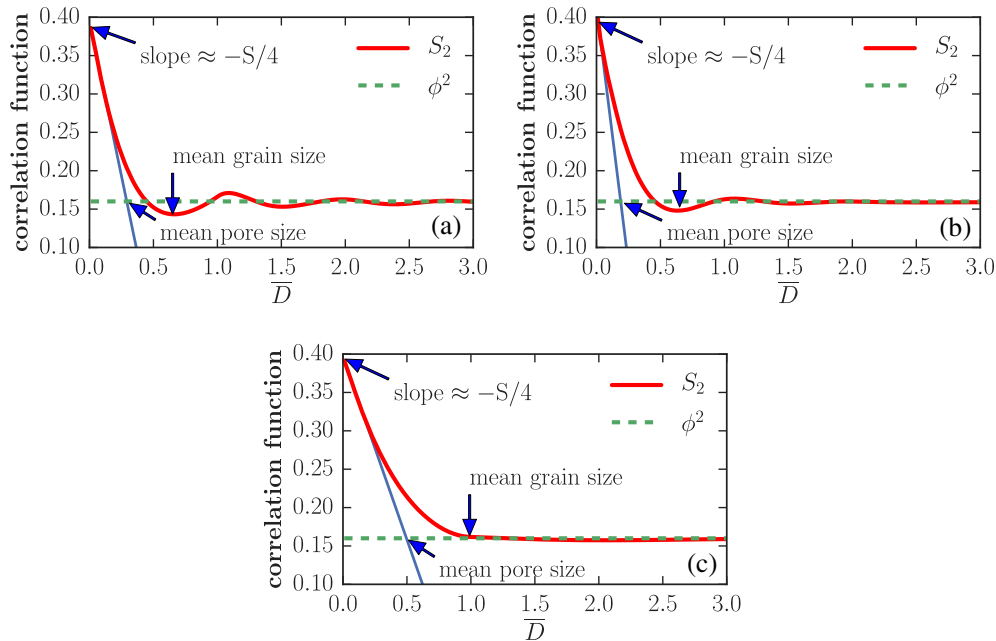 correlation function
0.40
0.35
0.30
0.25
0.20
0.15
0.10
slope ≈ −S/4
S₂
ϕ²
mean grain size
mean pore size
(a)
0.0 0.5 1.0 1.5 2.0 2.5 3.0
D̅
correlation function
0.40
0.35
0.30
0.25
0.20
0.15
0.10
slope ≈ −S/4
S₂
ϕ²
mean grain size
mean pore size
(b)
0.0 0.5 1.0 1.5 2.0 2.5 3.0
D̅
correlation function
0.40
0.35
0.30
0.25
0.20
0.15
0.10
slope ≈ −S/4
S₂
ϕ²
mean grain size
mean pore size
(c)
0.0 0.5 1.0 1.5 2.0 2.5 3.0
D̅